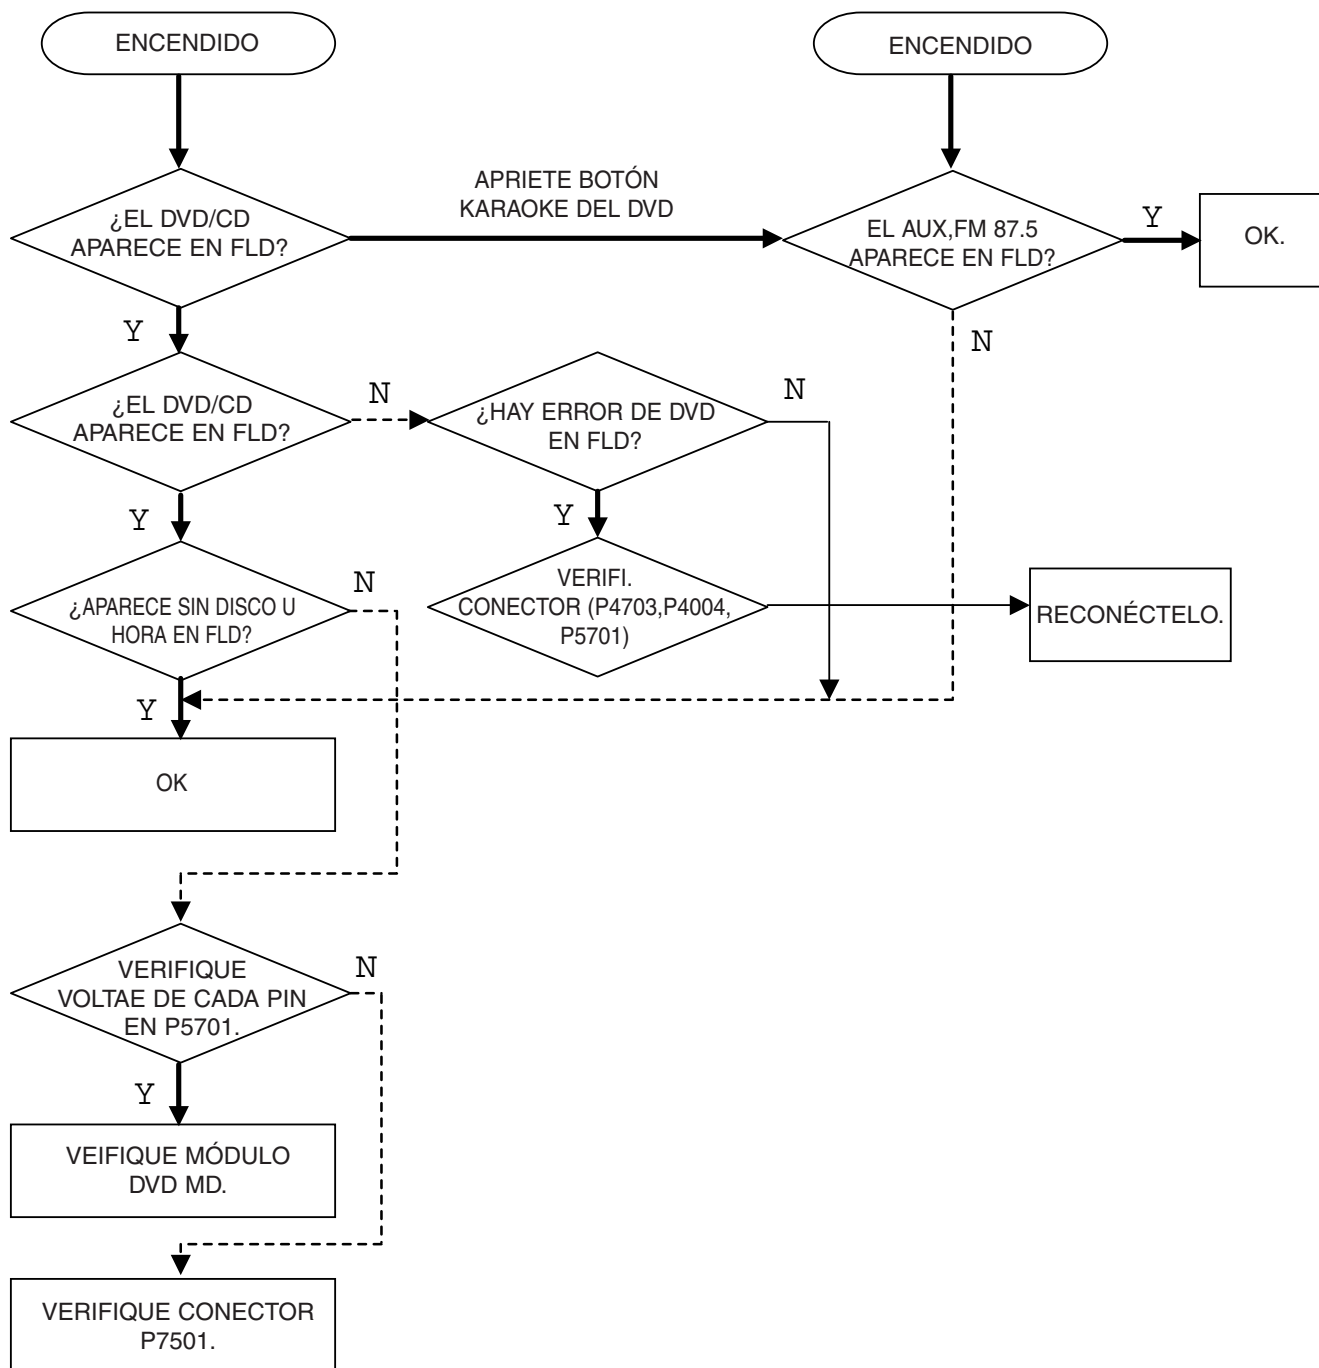 ENCENDIDO
ENCENDIDO
¿EL DVD/CD
APARECE EN FLD?
APRIETE BOTÓN
KARAOKE DEL DVD
EL AUX,FM 87.5
APARECE EN FLD?
Y
OK.
Y
N
¿EL DVD/CD
APARECE EN FLD?
N
¿HAY ERROR DE DVD
EN FLD?
N
Y
Y
¿APARECE SIN DISCO U
HORA EN FLD?
N
VERIFI.
CONECTOR (P4703,P4004,
P5701)
RECONÉCTELO.
Y
OK
VERIFIQUE
VOLTAE DE CADA PIN
EN P5701.
N
Y
VEIFIQUE MÓDULO
DVD MD.
VERIFIQUE CONECTOR
P7501.